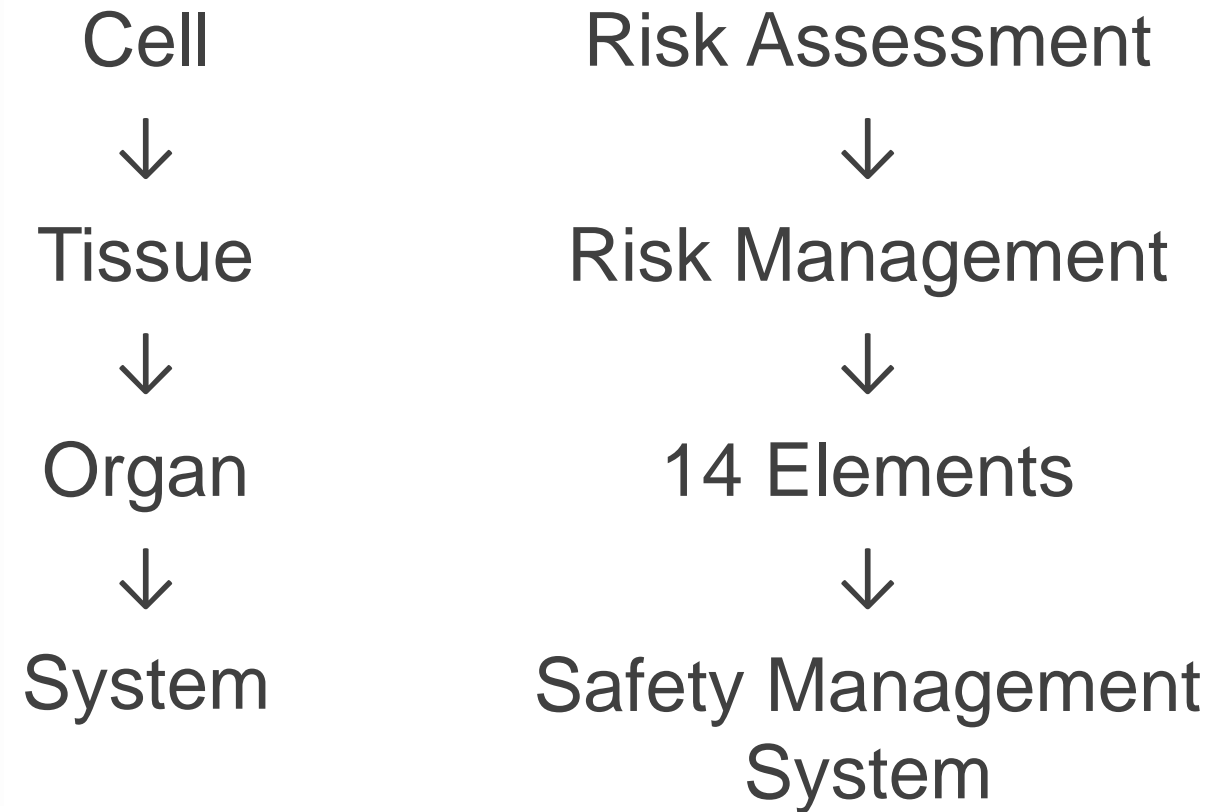 Cell
↓
Tissue
↓
Organ
↓
System
Risk Assessment
↓
Risk Management
↓
14 Elements
↓
Safety Management
System